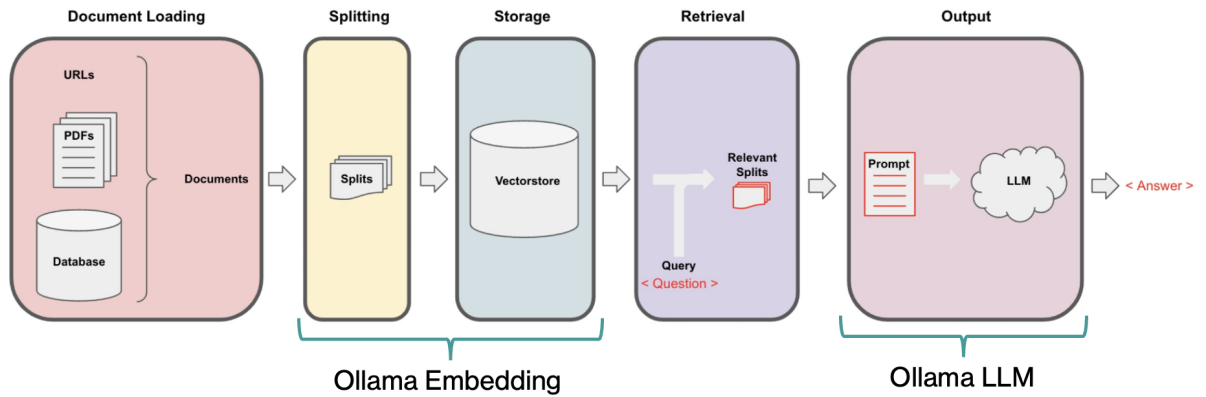 Document Loading
Splitting
Storage
Retrieval
Output
URLs
PDFs
Database
Documents
Splits
Vectorstore
Relevant
Splits
Query
< Question >
Prompt
LLM
< Answer >
Ollama Embedding
Ollama LLM